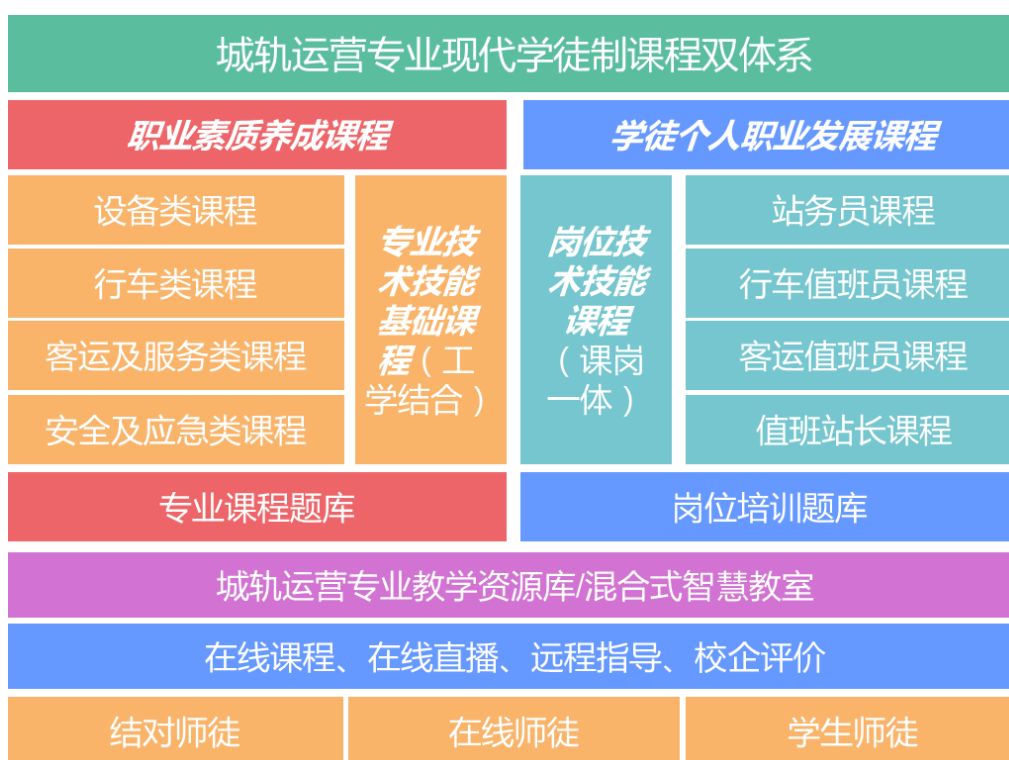 城轨运营专业现代学徒制课程双体系
职业素质养成课程
学徒个人职业发展课程
设备类课程
行车类课程
客运及服务类课程
安全及应急类课程
专业技
术技能
基础课
程（工
学结合）
岗位技
术技能
课程
（课岗
一体）
站务员课程
行车值班员课程
客运值班员课程
值班站长课程
专业课程题库
岗位培训题库
城轨运营专业教学资源库/混合式智慧教室
在线课程、在线直播、远程指导、校企评价
结对师徒
在线师徒
学生师徒